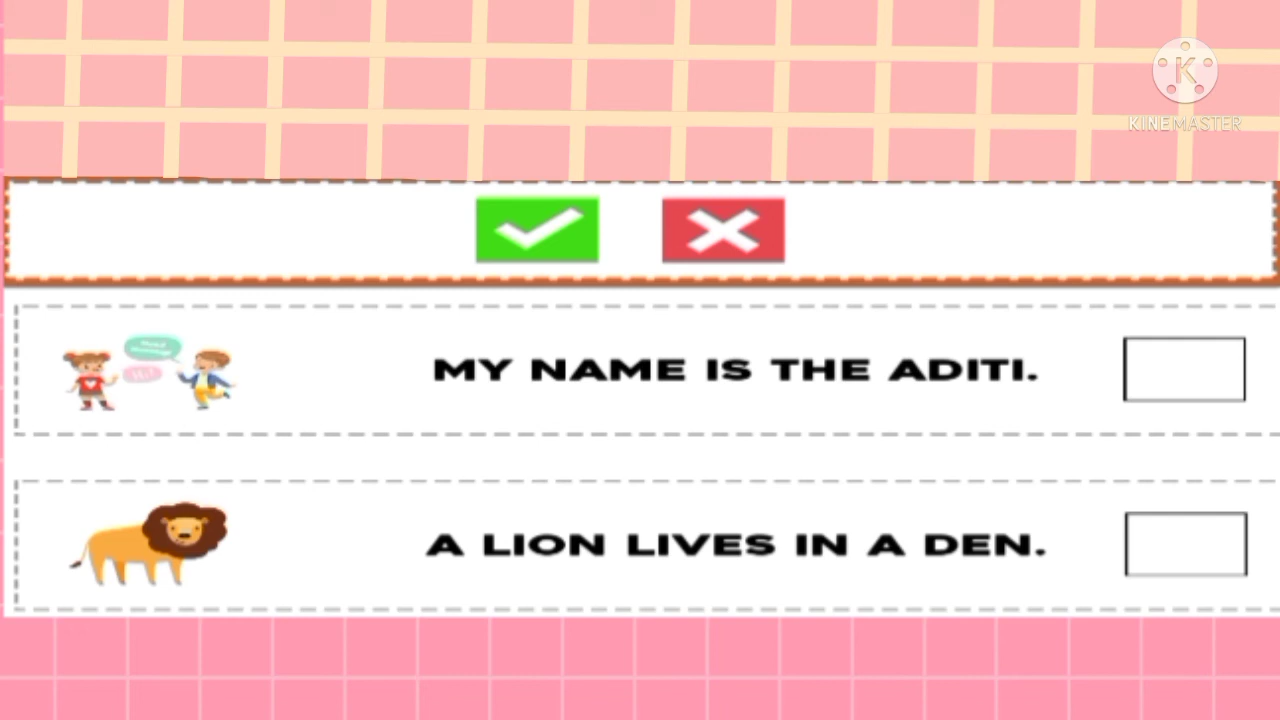 KINEMASTER
MY NAME IS THE ADITI.
A LION LIVES IN A DEN.